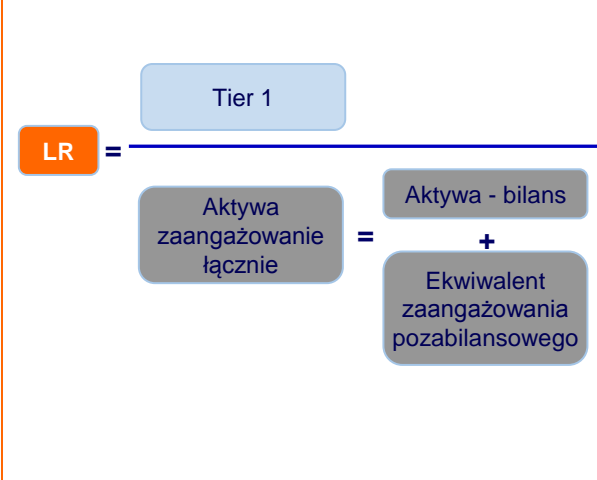 Tier 1
LR =
Aktywa
zaangażowanie
łącznie
=
Aktywa - bilans
+
Ekwiwalent
zaangażowania
pozabilansowego